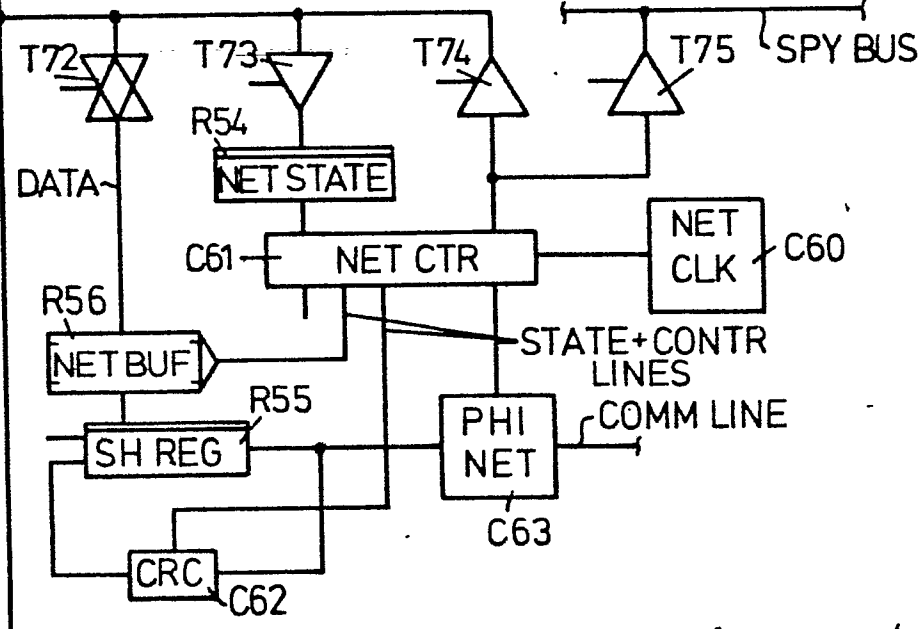 T72
T73
T74
T75
SPY BUS
R54
DATA
NET STATE
NET
CLK
C60
C61
NET CTR
R56
NET BUF
STATE+CONTR
LINES
R55
SH REG
PHI
NET
COMM LINE
C63
CRC
C62